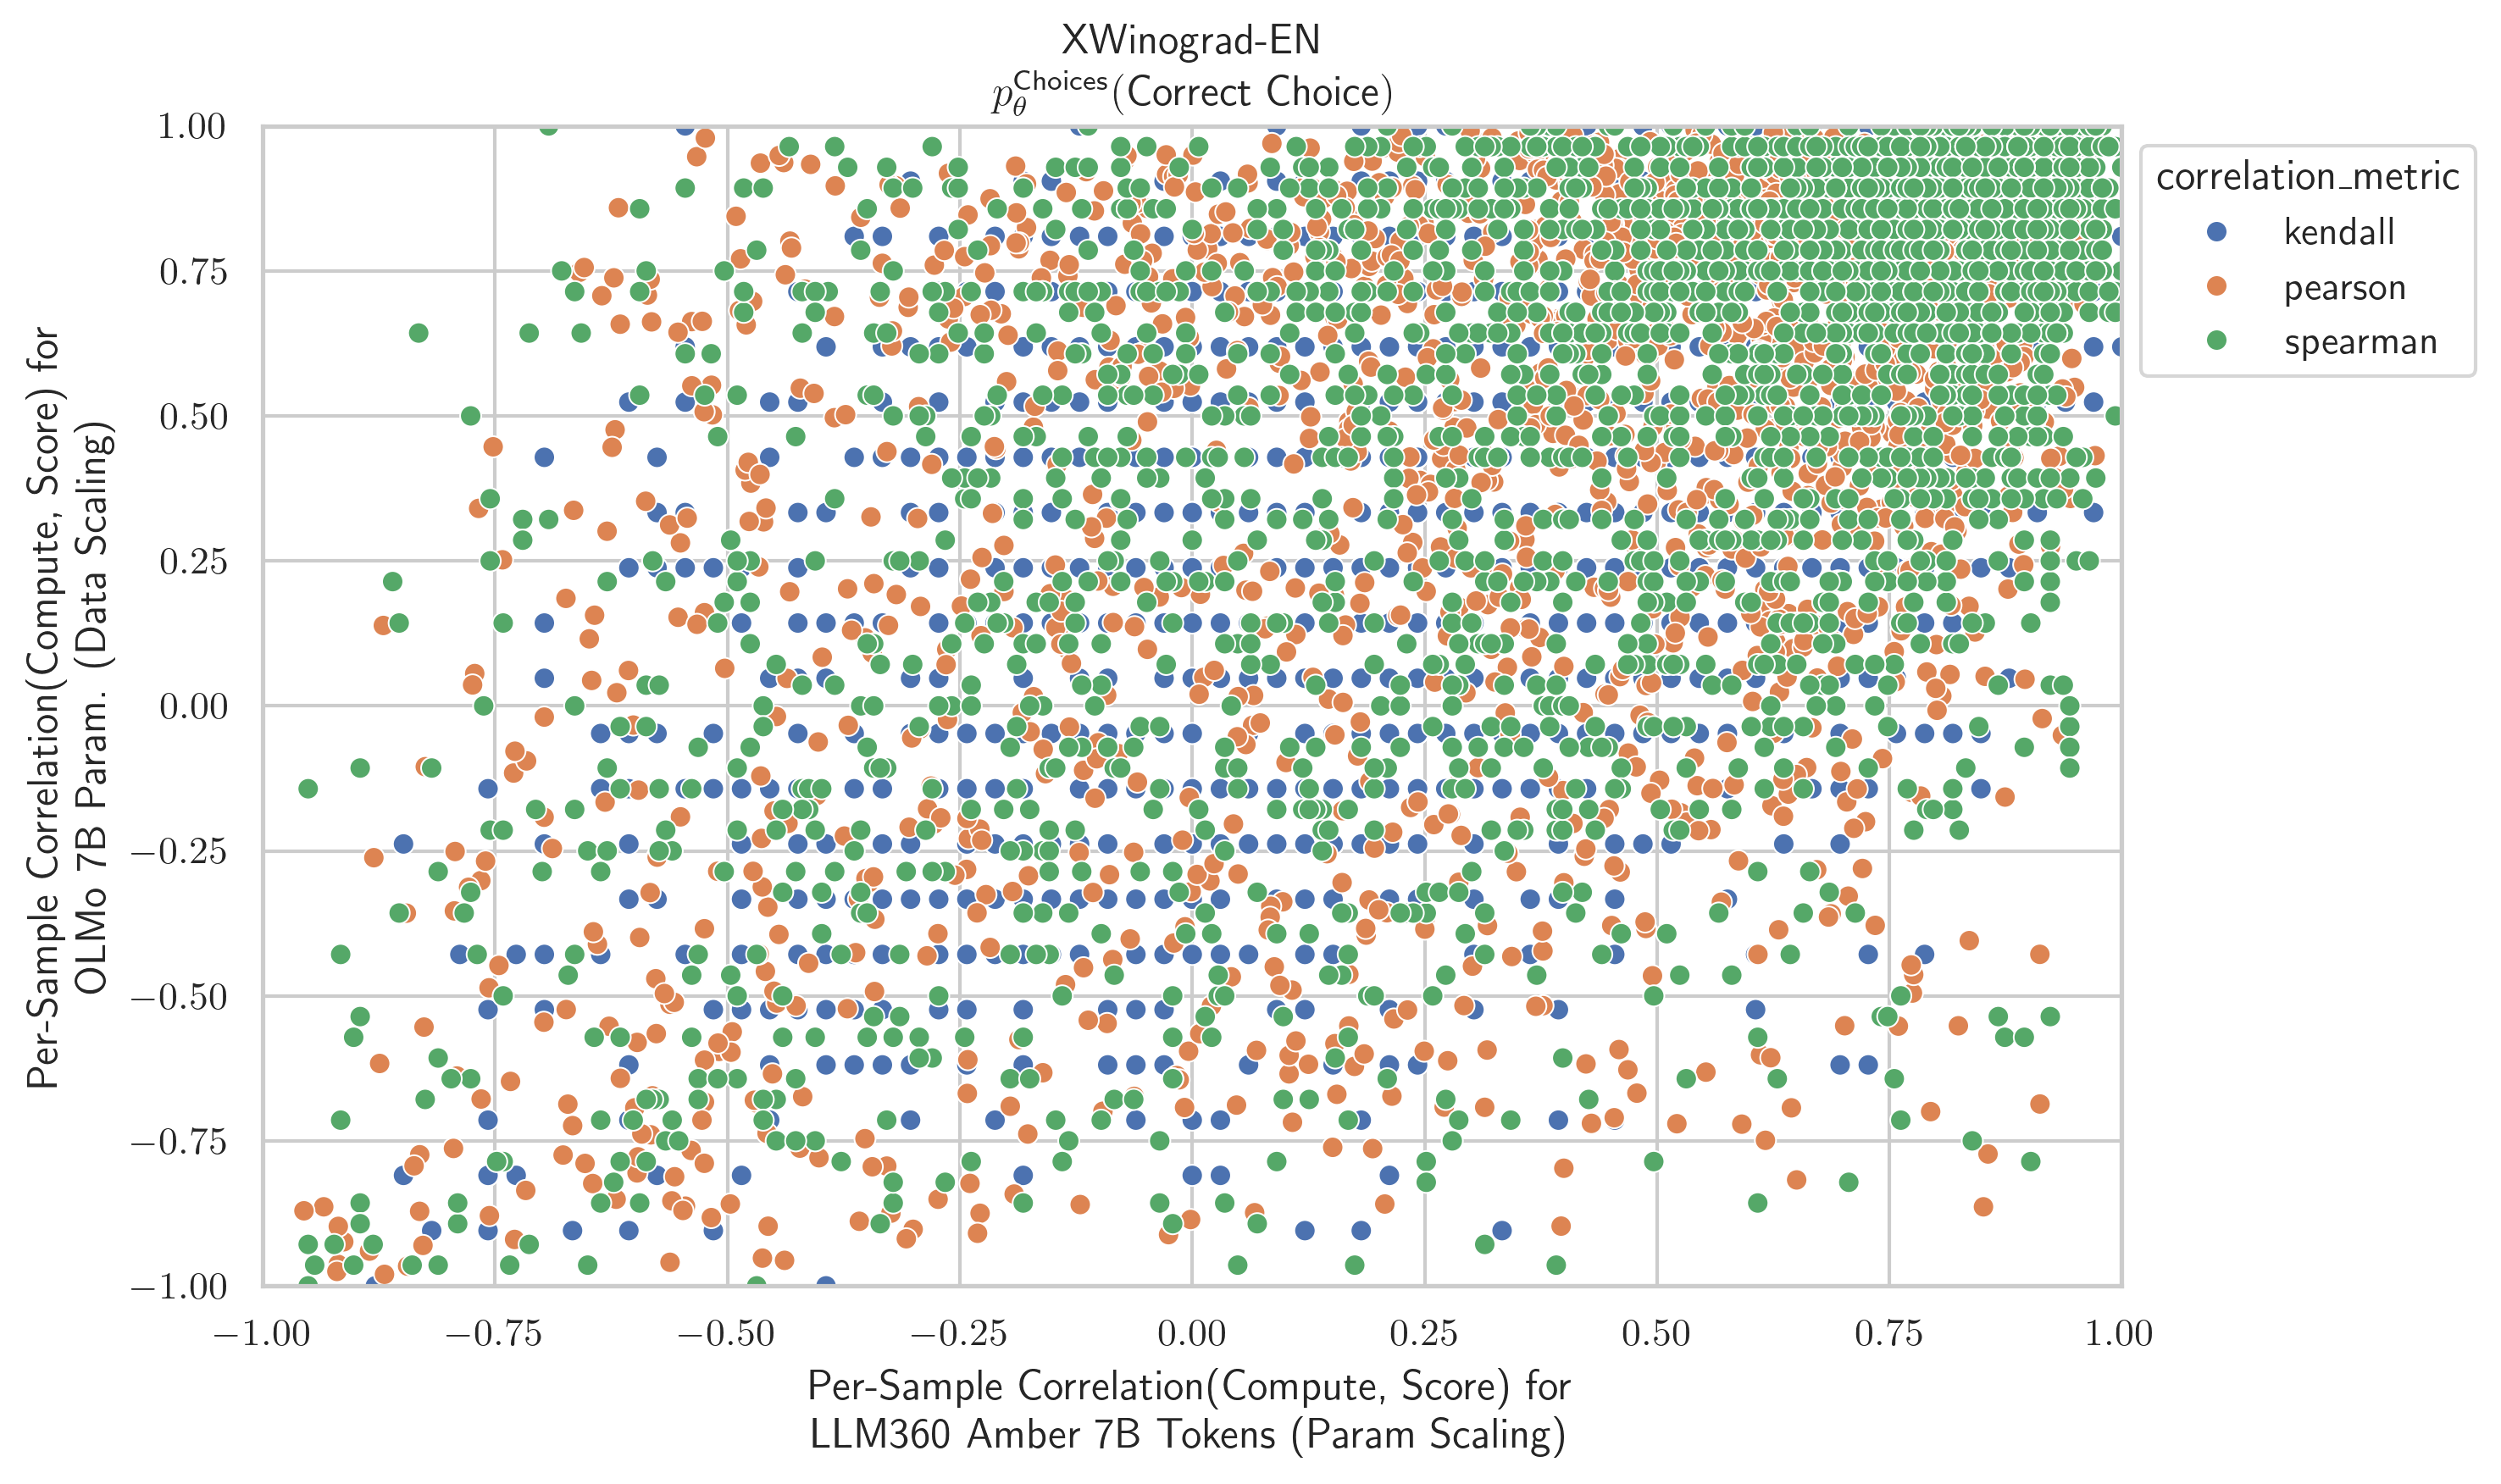 XWinograd-EN
p_θ^Choices(Correct Choice)
1.00
0.75
0.50
0.25
0.00
−0.25
−0.50
−0.75
−1.00
Per-Sample Correlation(Compute, Score) for
OLMo 7B Param. (Data Scaling)
−1.00 −0.75 −0.50 −0.25 0.00 0.25 0.50 0.75 1.00
Per-Sample Correlation(Compute, Score) for
LLM360 Amber 7B Tokens (Param Scaling)
correlation_metric
kendall
pearson
spearman